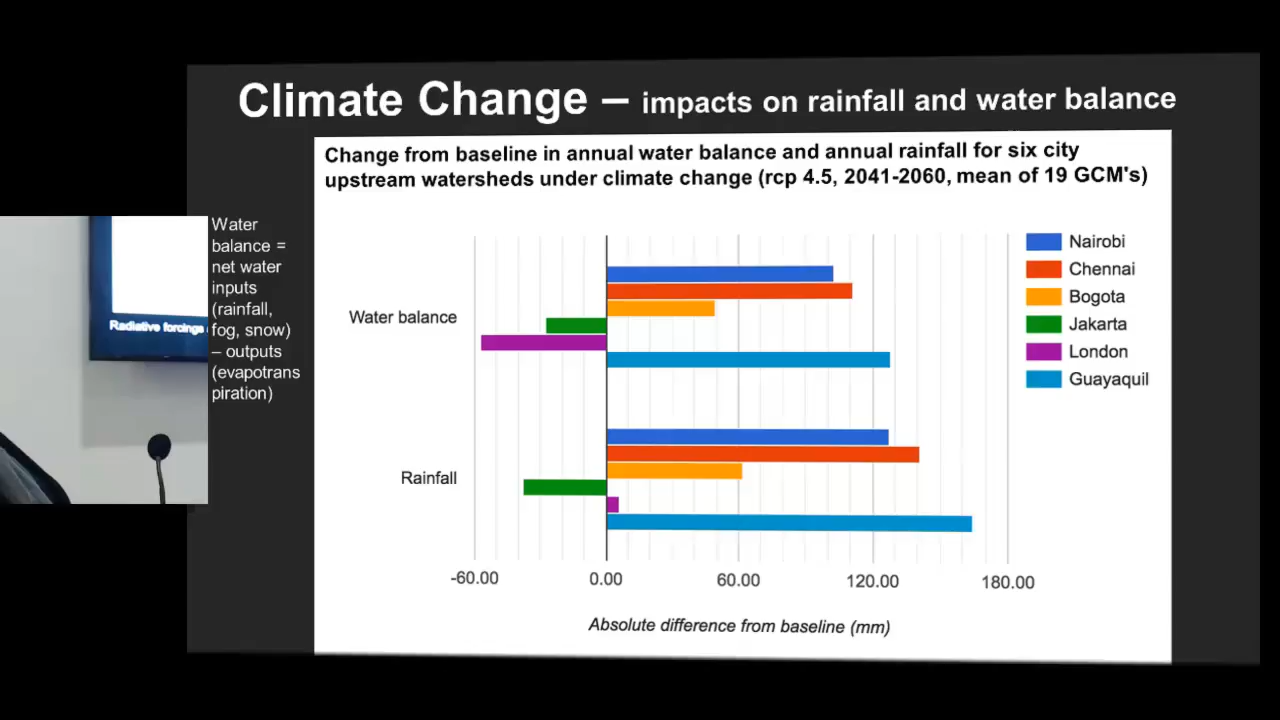 Climate Change – impacts on rainfall and water balance
Change from baseline in annual water balance and annual rainfall for six city
upstream watersheds under climate change (rcp 4.5, 2041-2060, mean of 19 GCM's)
Water
balance =
net water
inputs
(rainfall,
fog, snow)
– outputs
(evapotrans
piration)
Radiative forcings
Nairobi
Chennai
Bogota
Jakarta
London
Guayaquil
Water balance
Rainfall
-60.00 0.00 60.00 120.00 180.00
Absolute difference from baseline (mm)